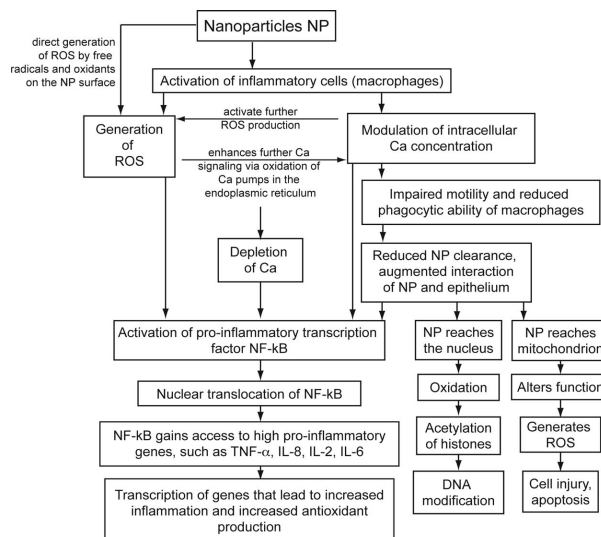 Nanoparticles NP
direct generation
of ROS by free
radicals and oxidants
on the NP surface
Activation of inflammatory cells (macrophages)
Generation
of
ROS
activate further
ROS production
Modulation of intracellular
Ca concentration
enhances further Ca
signaling via oxidation of
Ca pumps in the
endoplasmic reticulum
Impaired motility and reduced
phagocytic ability of macrophages
Depletion
of Ca
Reduced NP clearance,
augmented interaction
of NP and epithelium
Activation of pro-inflammatory transcription
factor NF-kB
NP reaches
the nucleus
NP reaches
mitochondrion
Nuclear translocation of NF-kB
Oxidation
Alters function
NF-kB gains access to high pro-inflammatory
genes, such as TNF-α, IL-8, IL-2, IL-6
Acetylation
of histones
Generates
ROS
Transcription of genes that lead to increased
inflammation and increased antioxidant
production
DNA
modification
Cell injury,
apoptosis